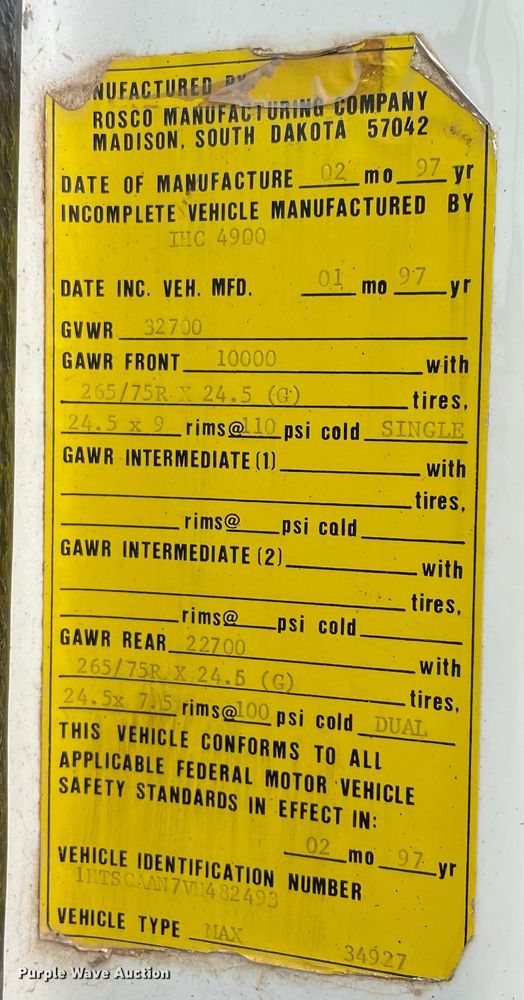 NUFACTURED BY
ROSCO MANUFACTURING COMPANY
MADISON, SOUTH DAKOTA 57042
DATE OF MANUFACTURE 02 mo 97 yr
INCOMPLETE VEHICLE MANUFACTURED BY
IHC 4900
DATE INC. VEH. MFD. 01 mo 97 yr
GVWR 32700
GAWR FRONT 10000 with
265/75R X 24.5 (G) tires,
24.5 x 9 rims@ 110 psi cold SINGLE
GAWR INTERMEDIATE (1) with
tires,
rims@ psi cold
GAWR INTERMEDIATE (2) with
tires,
rims@ psi cold
GAWR REAR 22700 with
265/75R X 24.5 (G) tires,
24.5x 7.5 rims@ 100 psi cold DUAL
THIS VEHICLE CONFORMS TO ALL
APPLICABLE FEDERAL MOTOR VEHICLE
SAFETY STANDARDS IN EFFECT IN:
02 mo 97 yr
VEHICLE IDENTIFICATION NUMBER
VEHICLE TYPE MAX
34927
Purple Wave Auction